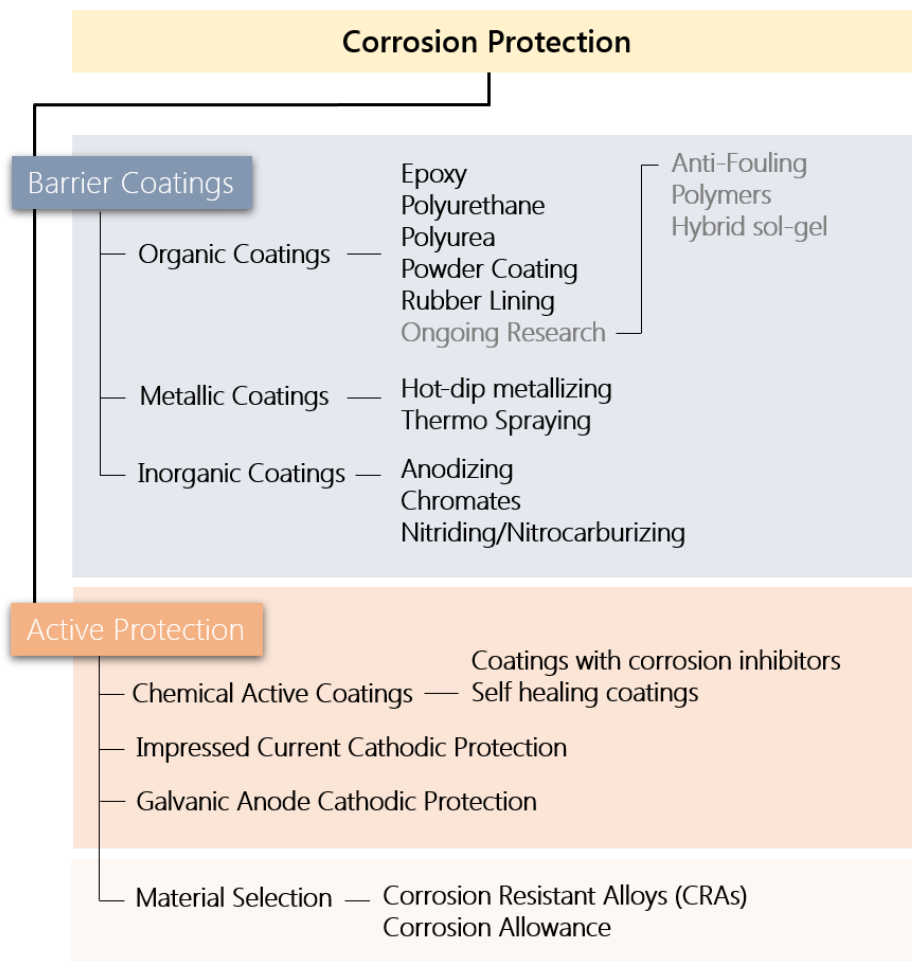 Corrosion Protection
Barrier Coatings
Organic Coatings
Epoxy
Polyurethane
Polyurea
Powder Coating
Rubber Lining
Ongoing Research
Anti-Fouling
Polymers
Hybrid sol-gel
Metallic Coatings
Hot-dip metallizing
Thermo Spraying
Inorganic Coatings
Anodizing
Chromates
Nitriding/Nitrocarburizing
Active Protection
Chemical Active Coatings
Coatings with corrosion inhibitors
Self healing coatings
Impressed Current Cathodic Protection
Galvanic Anode Cathodic Protection
Material Selection
Corrosion Resistant Alloys (CRAs)
Corrosion Allowance